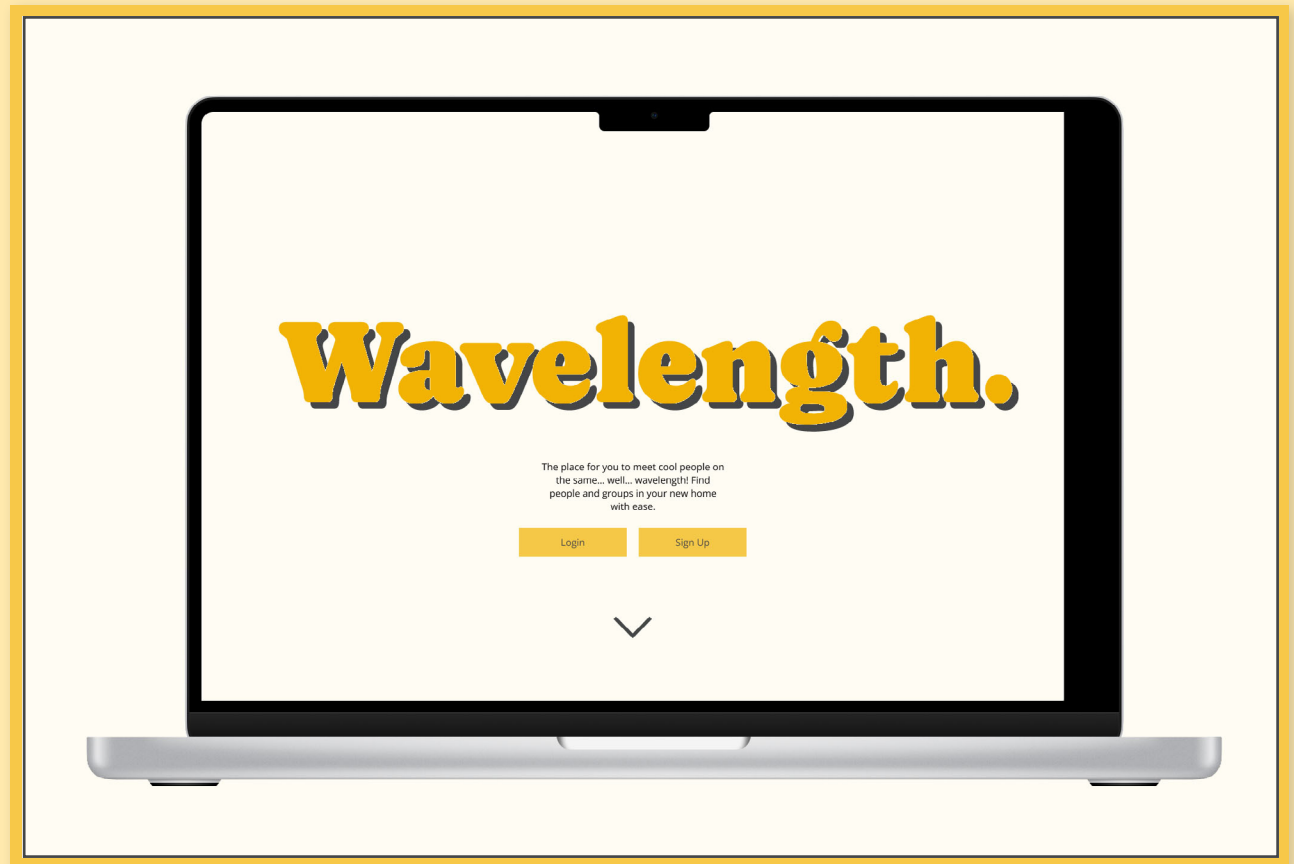 Wavelength.
The place for you to meet cool people on
the same... well... wavelength! Find
people and groups in your new home
with ease.
Login
Sign Up